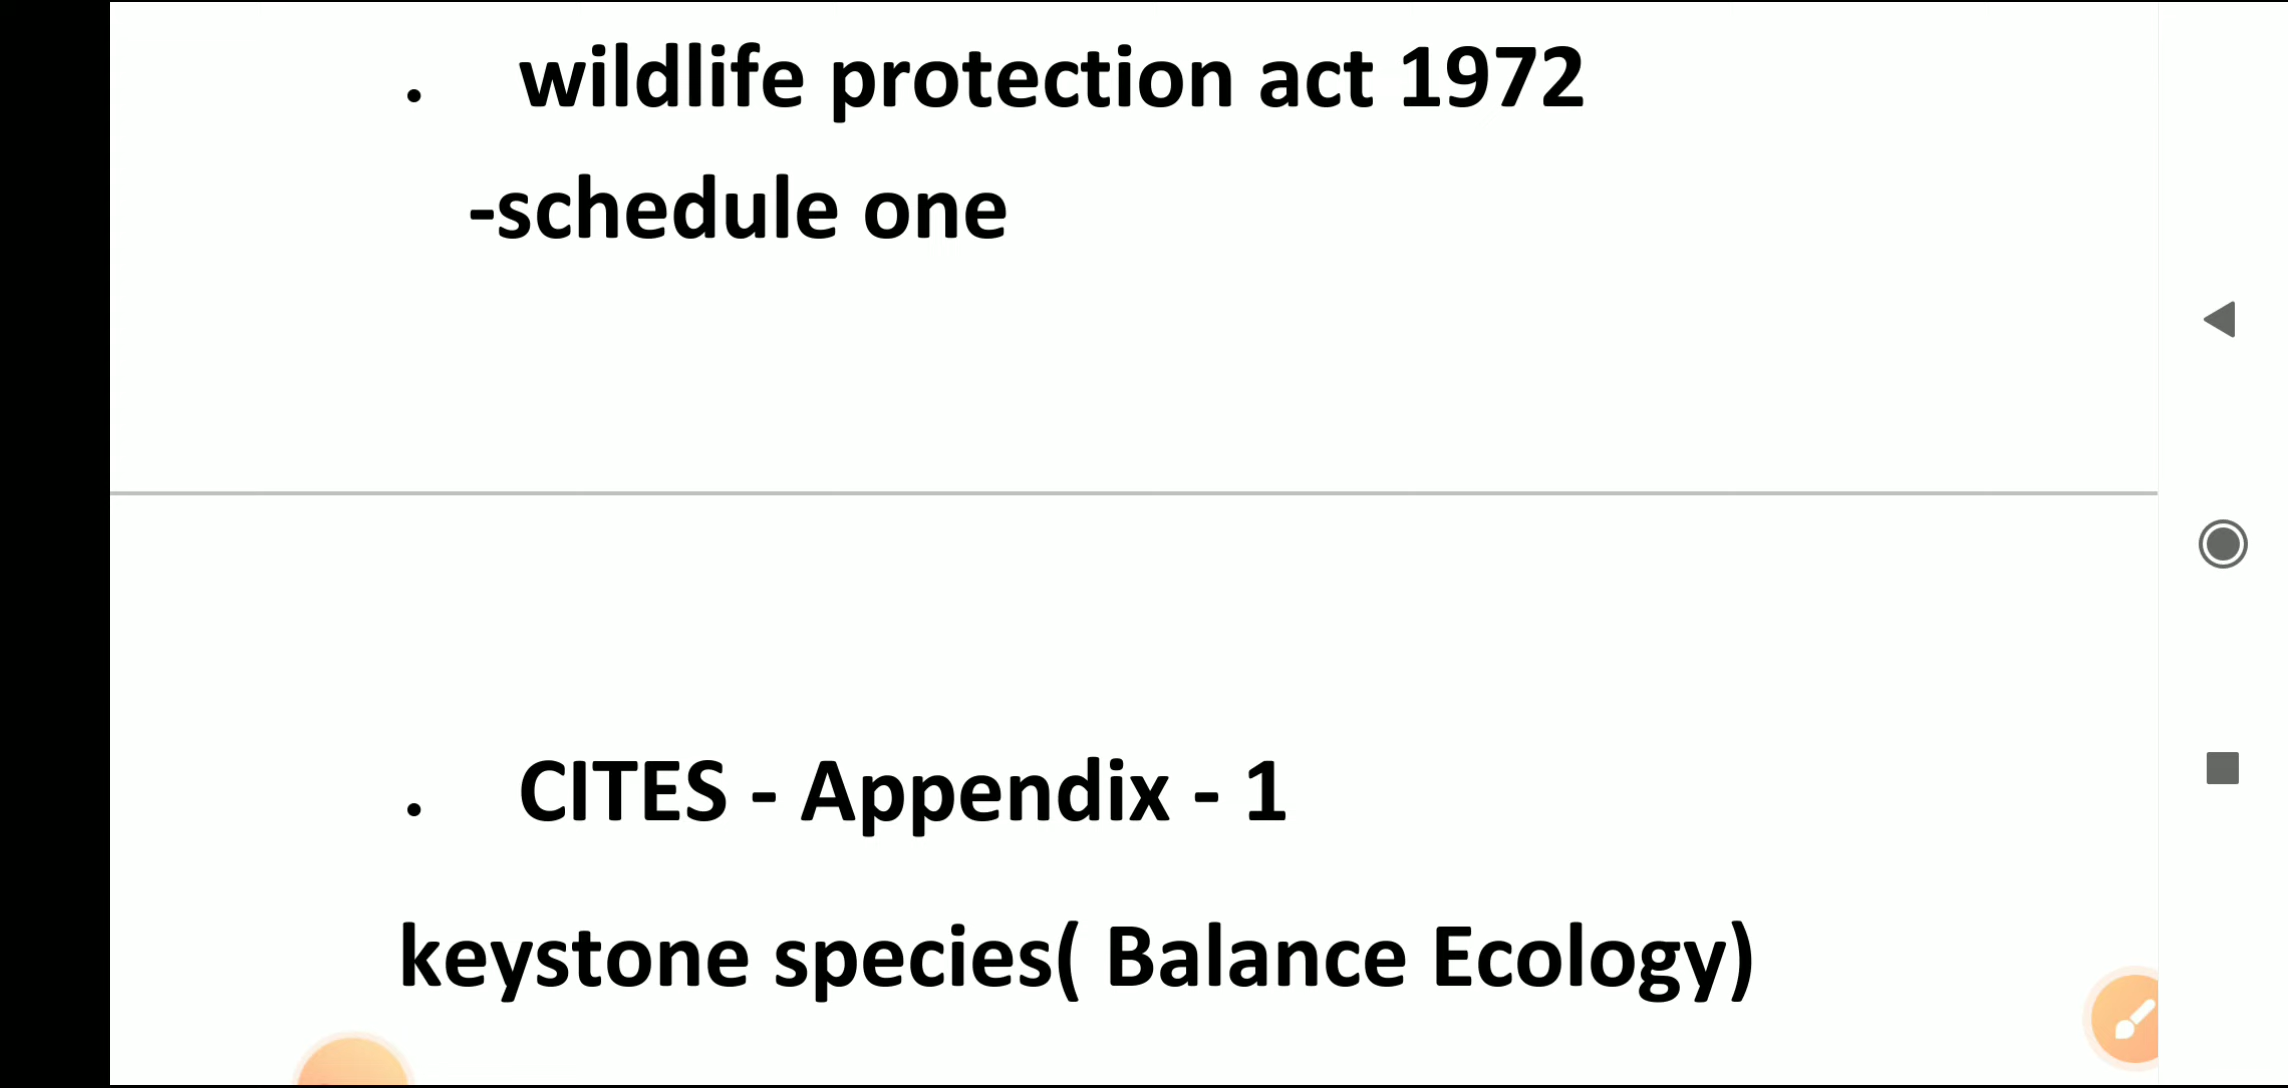 . wildlife protection act 1972
-schedule one
. CITES - Appendix - 1
keystone species( Balance Ecology)